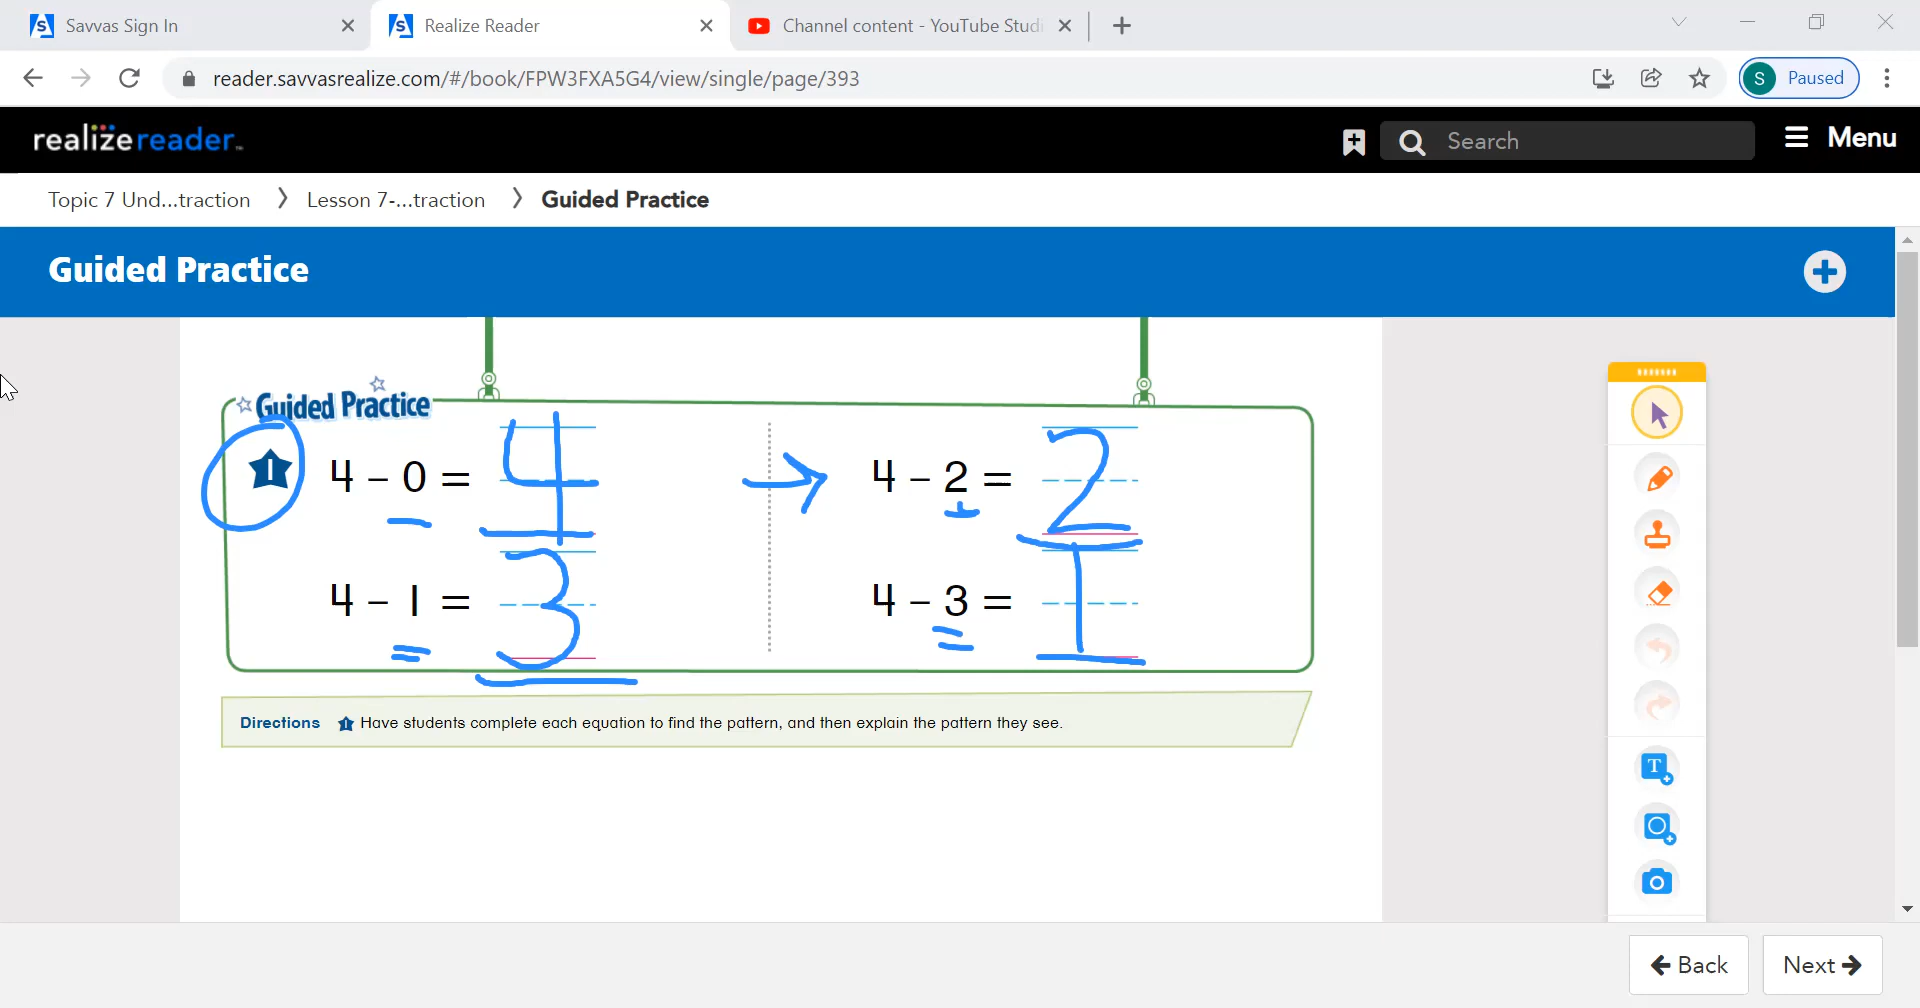 Savvas Sign In
Realize Reader
Channel content - YouTube Studi
reader.savvasrealize.com/#/book/FPW3FXA5G4/view/single/page/393
S Paused
realizereader
Search
Menu
Topic 7 Und...traction > Lesson 7-...traction > Guided Practice
Guided Practice
Guided Practice
1 4 – 0 = 4
4 – 2 = 2
4 – 1 = 3
4 – 3 = 1
Directions 1 Have students complete each equation to find the pattern, and then explain the pattern they see.
T
Back
Next